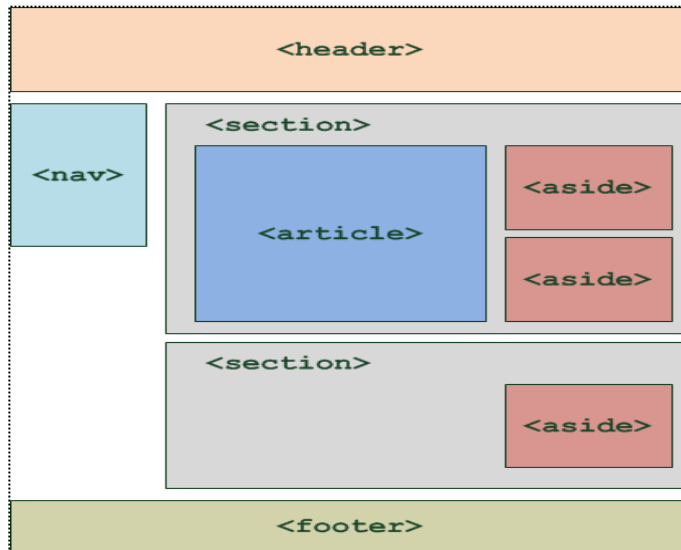 <header>
<nav>
<section>
<article>
<aside>
<aside>
<section>
<aside>
<footer>